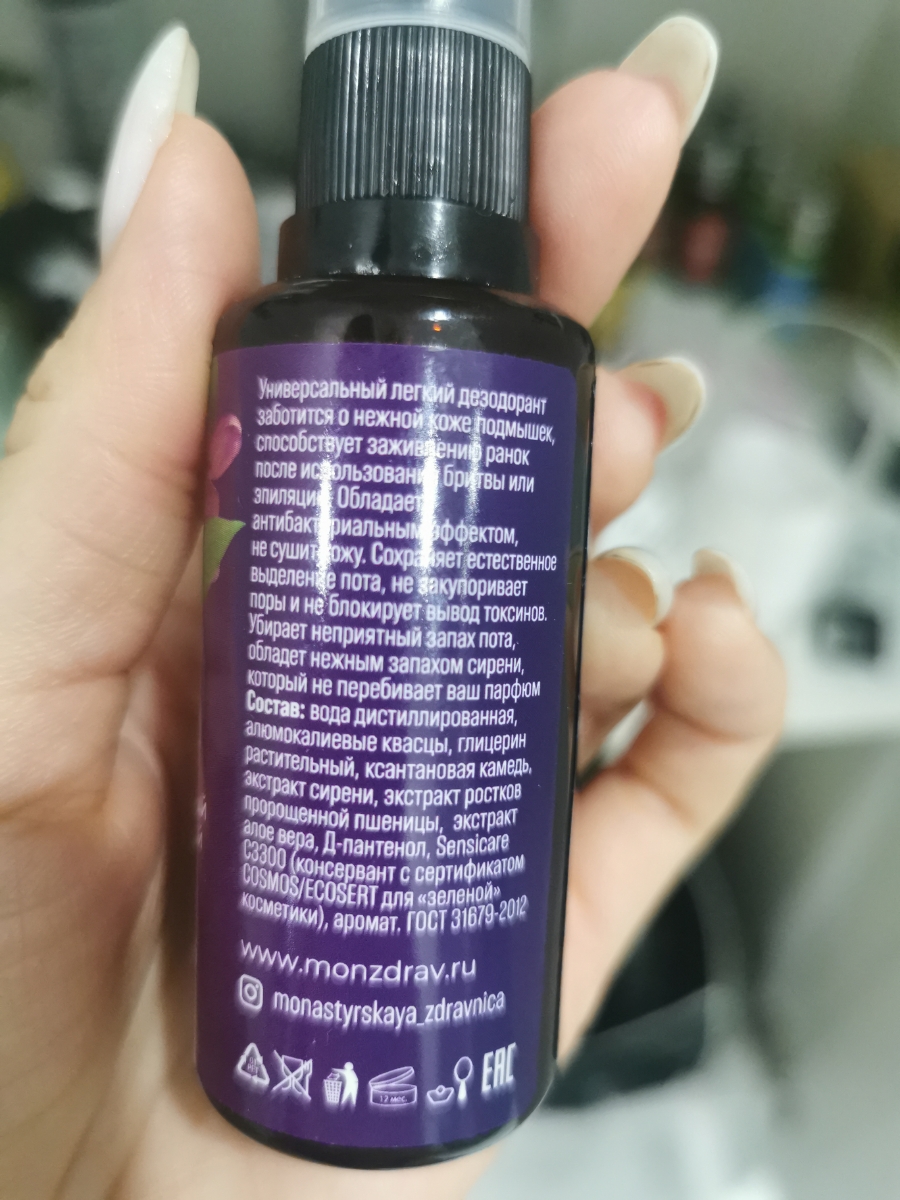 Универсальный легкий дезодорант
заботится о нежной коже подмышек,
способствует заживлению ранок
после использования бритвы или
эпиляции. Обладает
антибактериальным эффектом,
не сушит кожу. Сохраняет естественное
выделение пота, не закупоривает
поры и не блокирует вывод токсинов.
Убирает неприятный запах пота,
обладет нежным запахом сирени,
который не перебивает ваш парфюм
Состав: вода дистиллированная,
алюмокалиевые квасцы, глицерин
растительный, ксантановая камедь,
экстракт сирени, экстракт ростков
пророщенной пшеницы, экстракт
алое вера, Д-пантенол, Sensicare
C3300 (консервант с сертификатом
COSMOS/ECOSERT для «зеленой»
косметики), аромат. ГОСТ 31679-2012
www.monzdrav.ru
monastyrskaya_zdravnica
12 мес.
EAC